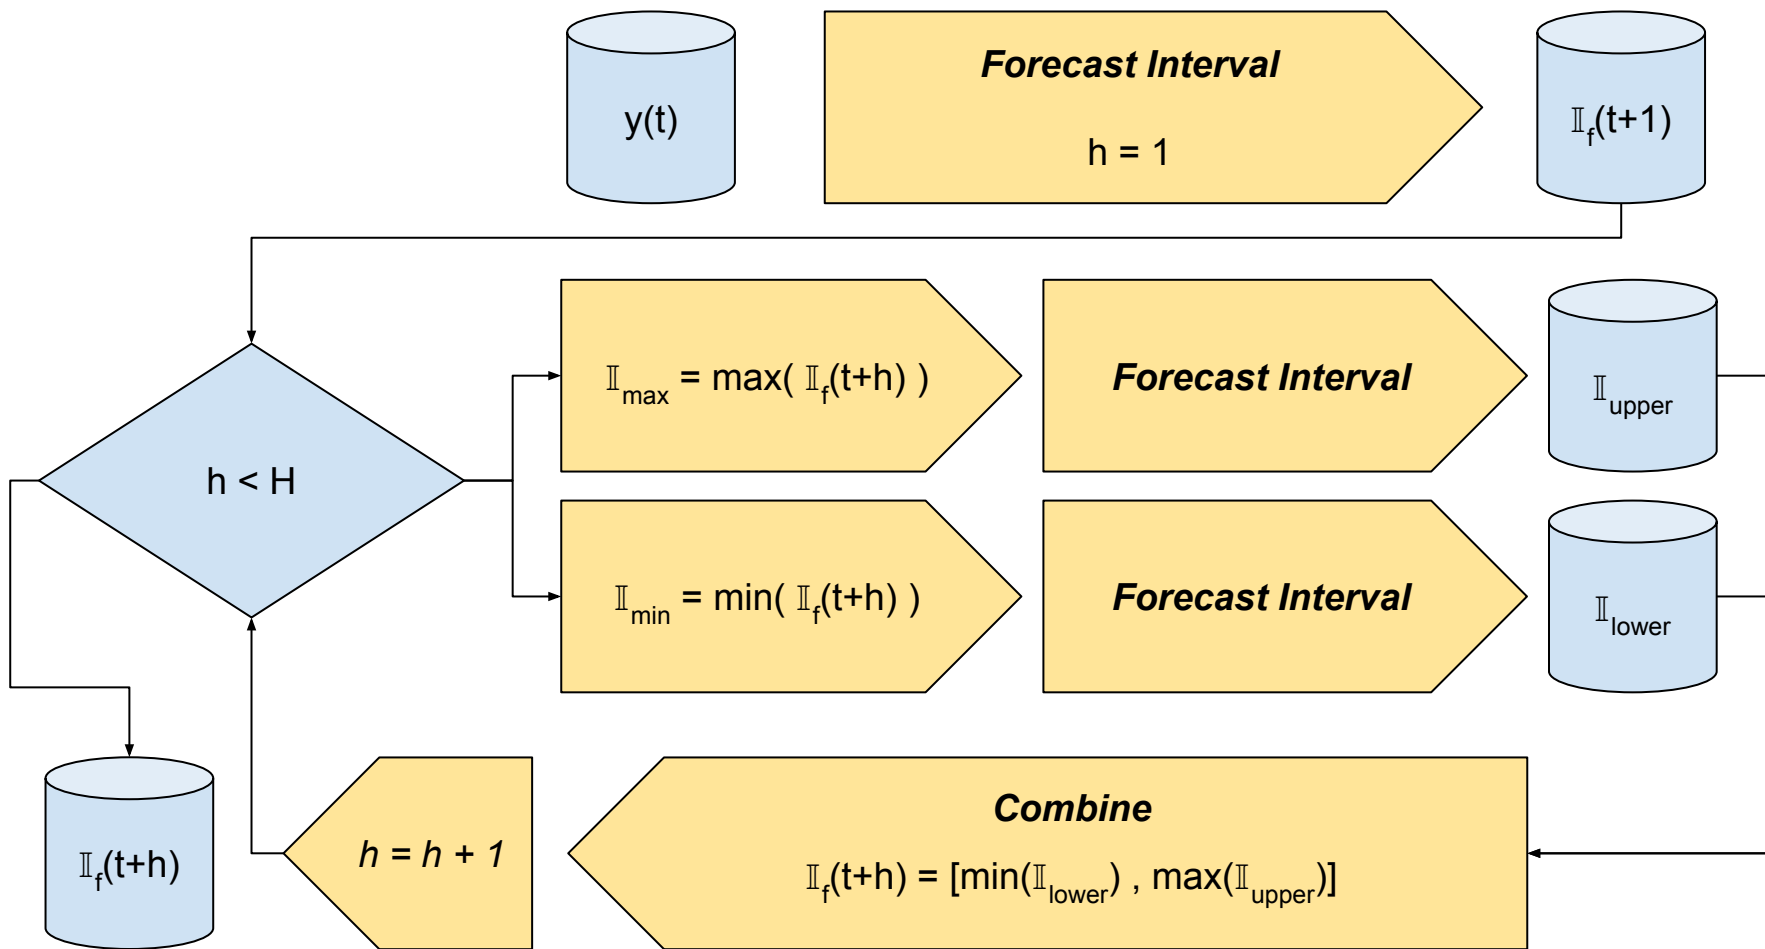 y(t)
Forecast Interval
h = 1
𝕀f(t+1)
h < H
𝕀max = max( 𝕀f(t+h) )
Forecast Interval
𝕀upper
𝕀min = min( 𝕀f(t+h) )
Forecast Interval
𝕀lower
𝕀f(t+h)
h = h + 1
Combine
𝕀f(t+h) = [min(𝕀lower) , max(𝕀upper)]